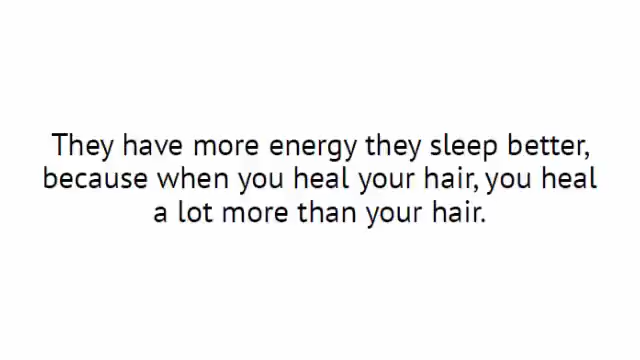 They have more energy they sleep better,
because when you heal your hair, you heal
a lot more than your hair.